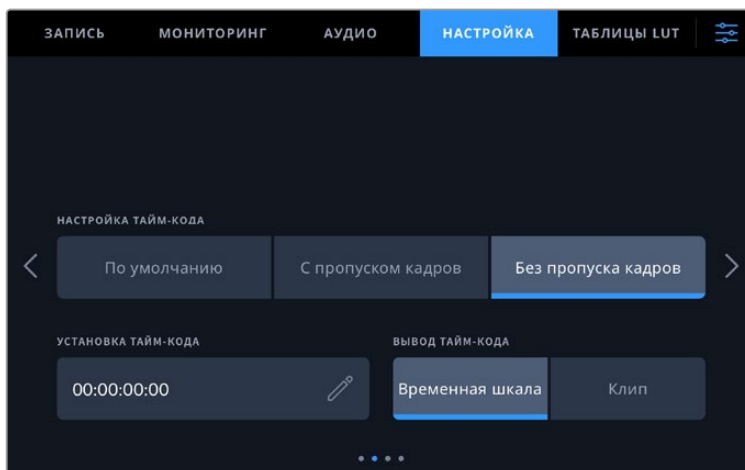 ЗАПИСЬ МОНИТОРИНГ АУДИО НАСТРОЙКА ТАБЛИЦЫ LUT
НАСТРОЙКА ТАЙМ-КОДА
По умолчанию С пропуском кадров Без пропуска кадров
УСТАНОВКА ТАЙМ-КОДА ВЫВОД ТАЙМ-КОДА
00:00:00:00 Временная шкала Клип